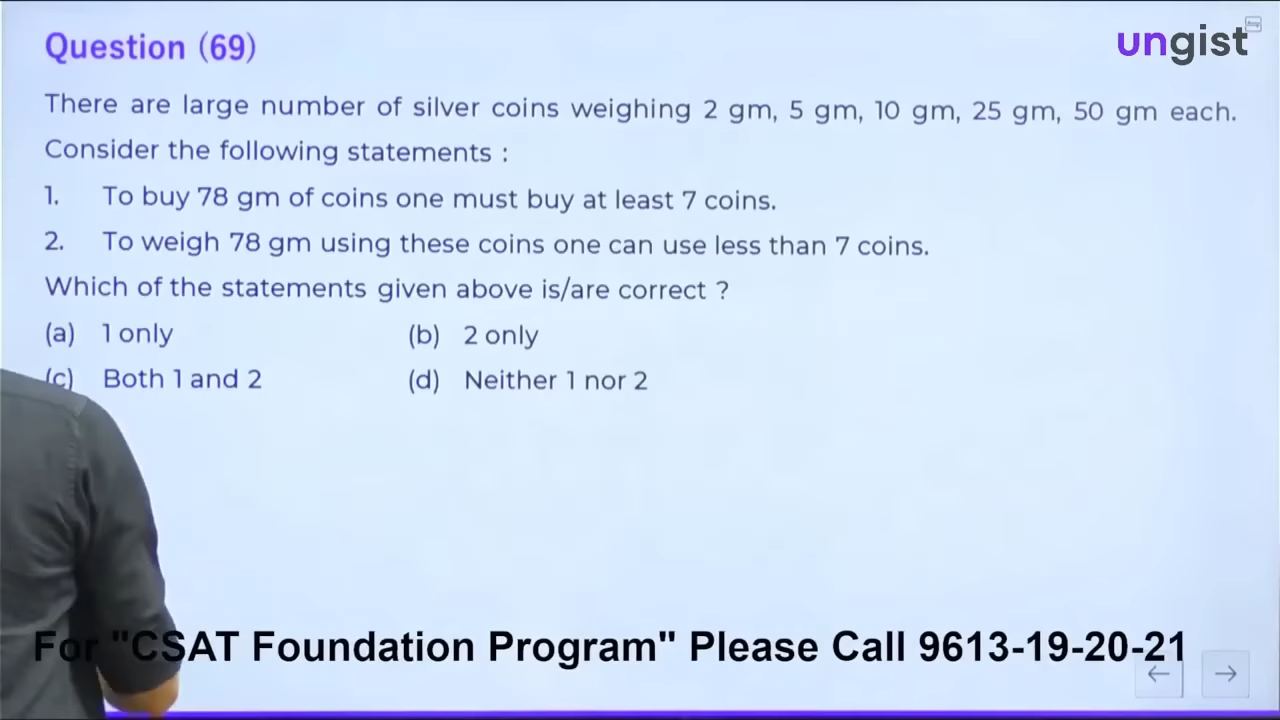 Question (69)
ungist
There are large number of silver coins weighing 2 gm, 5 gm, 10 gm, 25 gm, 50 gm each.
Consider the following statements :
1. To buy 78 gm of coins one must buy at least 7 coins.
2. To weigh 78 gm using these coins one can use less than 7 coins.
Which of the statements given above is/are correct ?
(a) 1 only (b) 2 only
(c) Both 1 and 2 (d) Neither 1 nor 2
For "CSAT Foundation Program" Please Call 9613-19-20-21